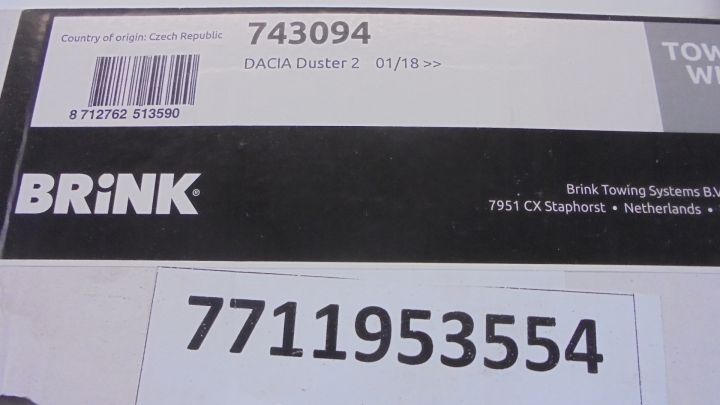 Country of origin: Czech Republic
743094
DACIA Duster 2 01/18 >>
8 712762 513590
BRiNK®
Brink Towing Systems B.V
7951 CX Staphorst • Netherlands •
7711953554